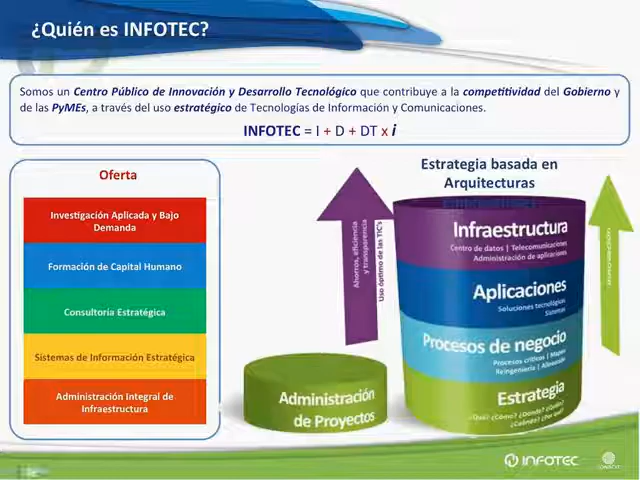 ¿Quién es INFOTEC?
Somos un Centro Público de Innovación y Desarrollo Tecnológico que contribuye a la competitividad del Gobierno y
de las PyMEs, a través del uso estratégico de Tecnologías de Información y Comunicaciones.
INFOTEC = I + D + DT x i
Oferta
Investigación Aplicada y Bajo
Demanda
Formación de Capital Humano
Consultoría Estratégica
Sistemas de Información Estratégica
Administración Integral de
Infraestructura
Estrategia basada en
Arquitecturas
Ahorros, eficiencia
y transparencia
Uso óptimo de las TIC's
Infraestructura
Centro de datos | Telecomunicaciones
Administración de aplicaciones
Aplicaciones
Soluciones tecnológicas
Sistemas
Procesos de negocio
Procesos críticos | Mapeo
Reingeniería | Alineación
Estrategia
¿Qué? ¿Cómo? ¿Dónde? ¿Quién?
¿Cuándo? ¿Por qué?
Administración
de Proyectos
INFOTEC
CONACYT